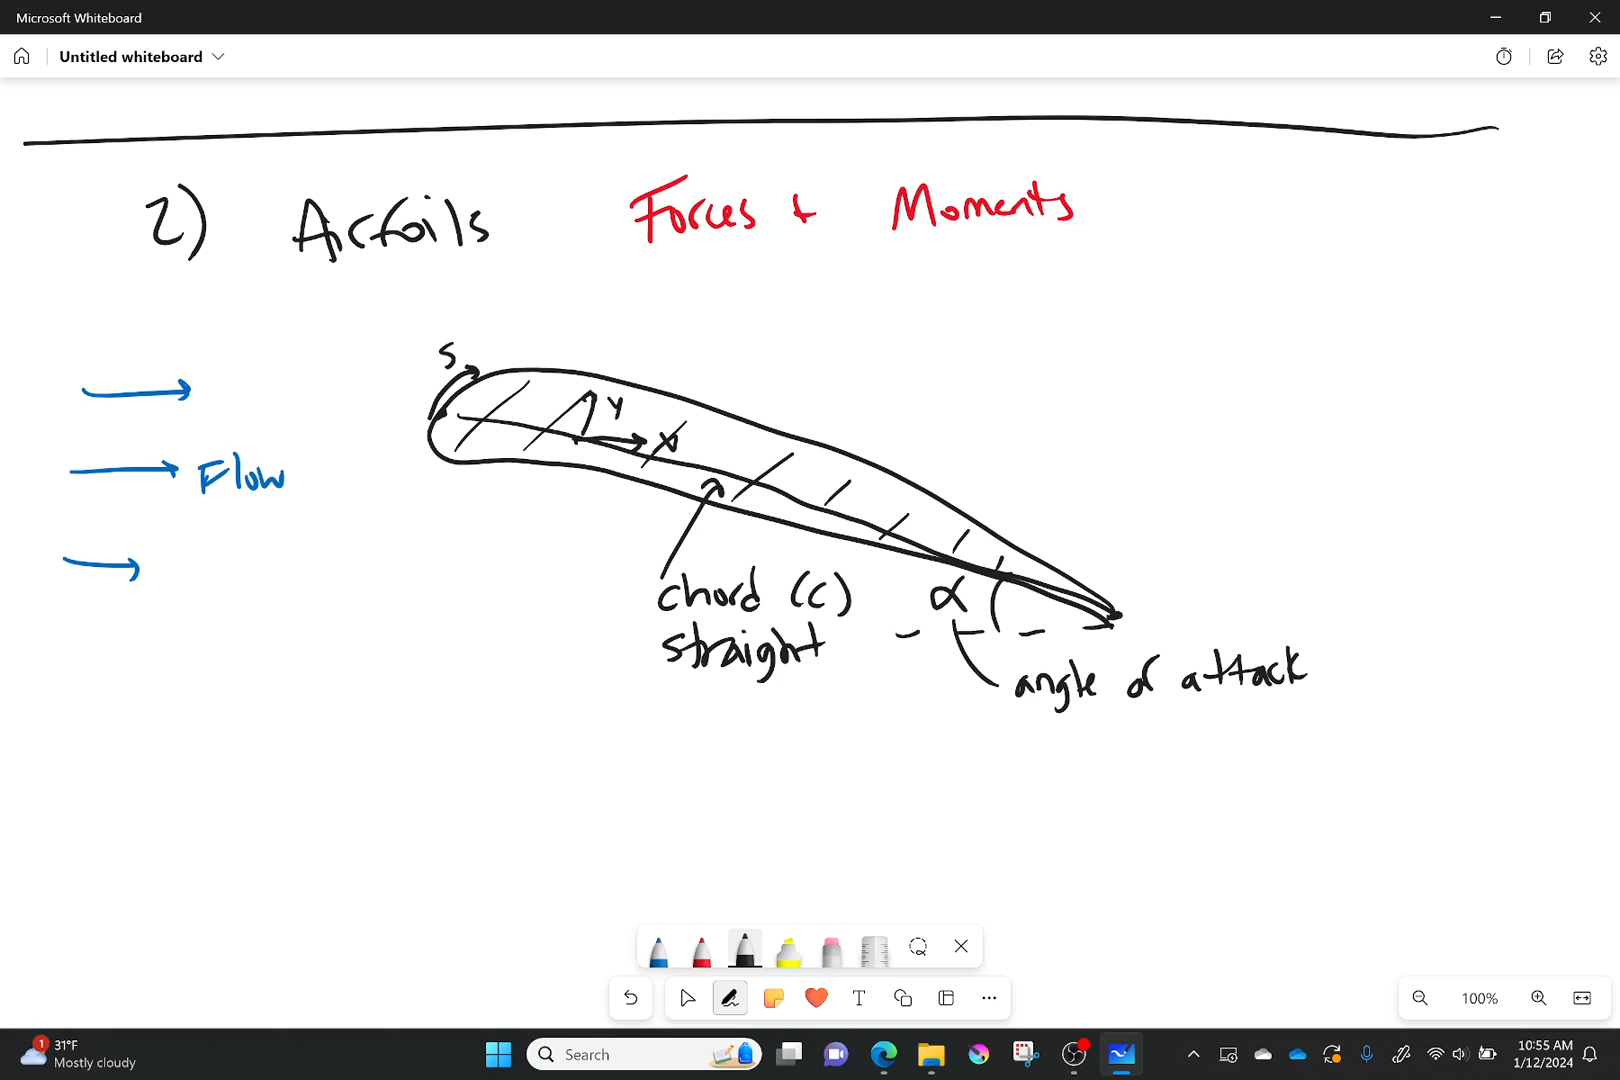 Microsoft Whiteboard
Untitled whiteboard
2) Airfoils Forces + Moments
S
Y
X
Flow
chord (c)
straight
α
angle of attack
100%
1
31°F
Mostly cloudy
Search
10:55 AM
1/12/2024